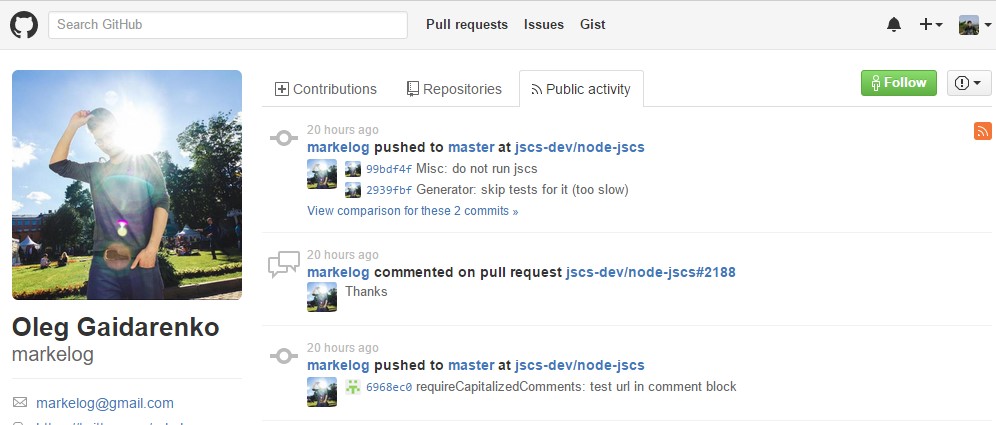 Search GitHub
Pull requests Issues Gist
Contributions Repositories Public activity
Follow
20 hours ago
markelog pushed to master at jscs-dev/node-jscs
99bdf4f Misc: do not run jscs
2939fbf Generator: skip tests for it (too slow)
View comparison for these 2 commits »
20 hours ago
markelog commented on pull request jscs-dev/node-jscs#2188
Thanks
20 hours ago
markelog pushed to master at jscs-dev/node-jscs
6968ec0 requireCapitalizedComments: test url in comment block
Oleg Gaidarenko
markelog
markelog@gmail.com